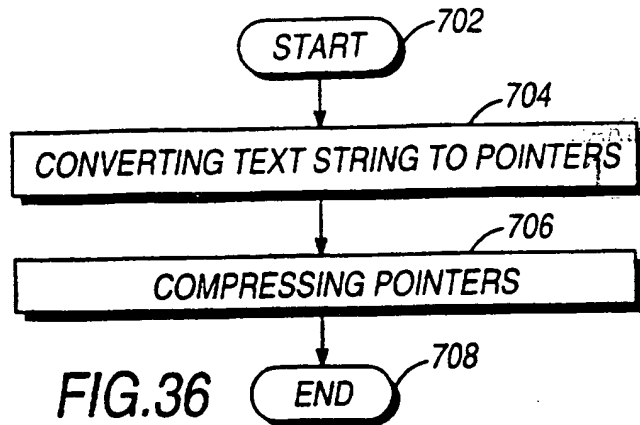 START
702
704
CONVERTING TEXT STRING TO POINTERS
706
COMPRESSING POINTERS
708
END
FIG.36